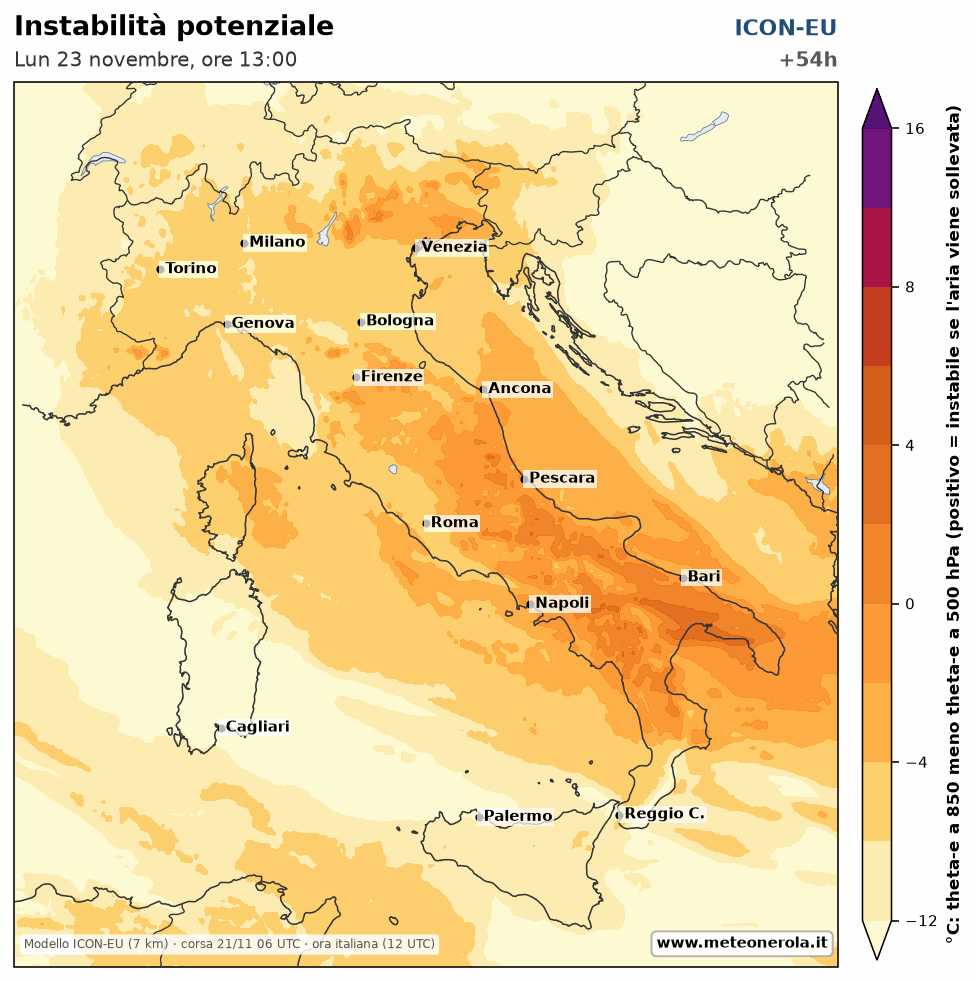 Instabilità potenziale
ICON-EU
Lun 23 novembre, ore 13:00
+54h
16
8
4
0
−4
−12
°C: theta-e a 850 meno theta-e a 500 hPa (positivo = instabile se l'aria viene sollevata)
Milano
Venezia
Torino
Genova
Bologna
Firenze
Ancona
Pescara
Roma
Bari
Napoli
Cagliari
Palermo
Reggio C.
Modello ICON-EU (7 km) · corsa 21/11 06 UTC · ora italiana (12 UTC)
www.meteonerola.it